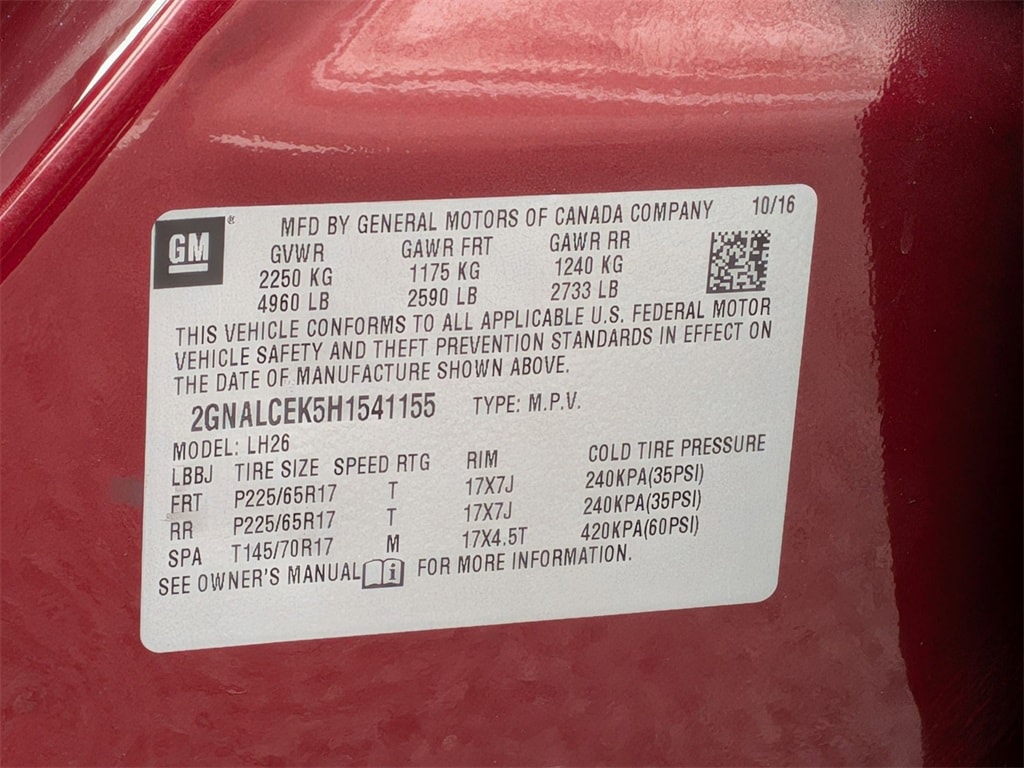 GM ® MFD BY GENERAL MOTORS OF CANADA COMPANY 10/16
GVWR GAWR FRT GAWR RR
2250 KG 1175 KG 1240 KG
4960 LB 2590 LB 2733 LB
THIS VEHICLE CONFORMS TO ALL APPLICABLE U.S. FEDERAL MOTOR
VEHICLE SAFETY AND THEFT PREVENTION STANDARDS IN EFFECT ON
THE DATE OF MANUFACTURE SHOWN ABOVE.
2GNALCEK5H1541155 TYPE: M.P.V.
MODEL: LH26
LBBJ TIRE SIZE SPEED RTG RIM COLD TIRE PRESSURE
FRT P225/65R17 T 17X7J 240KPA(35PSI)
RR P225/65R17 T 17X7J 240KPA(35PSI)
SPA T145/70R17 M 17X4.5T 420KPA(60PSI)
SEE OWNER'S MANUAL i FOR MORE INFORMATION.